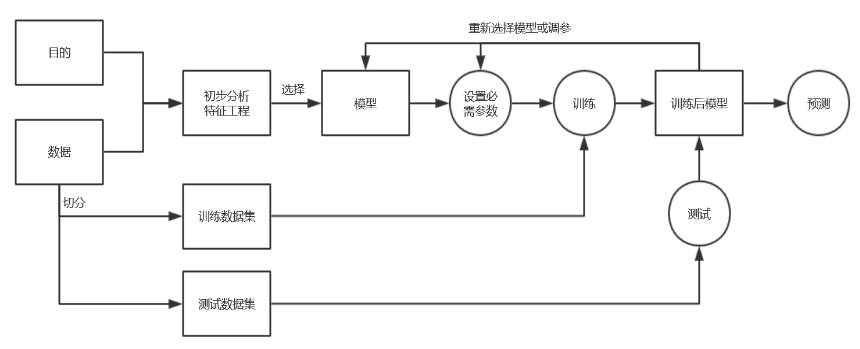 重新选择模型或调参
目的
初步分析
特征工程
选择
模型
设置必
需参数
训练
训练后模型
预测
数据
切分
训练数据集
测试
测试数据集